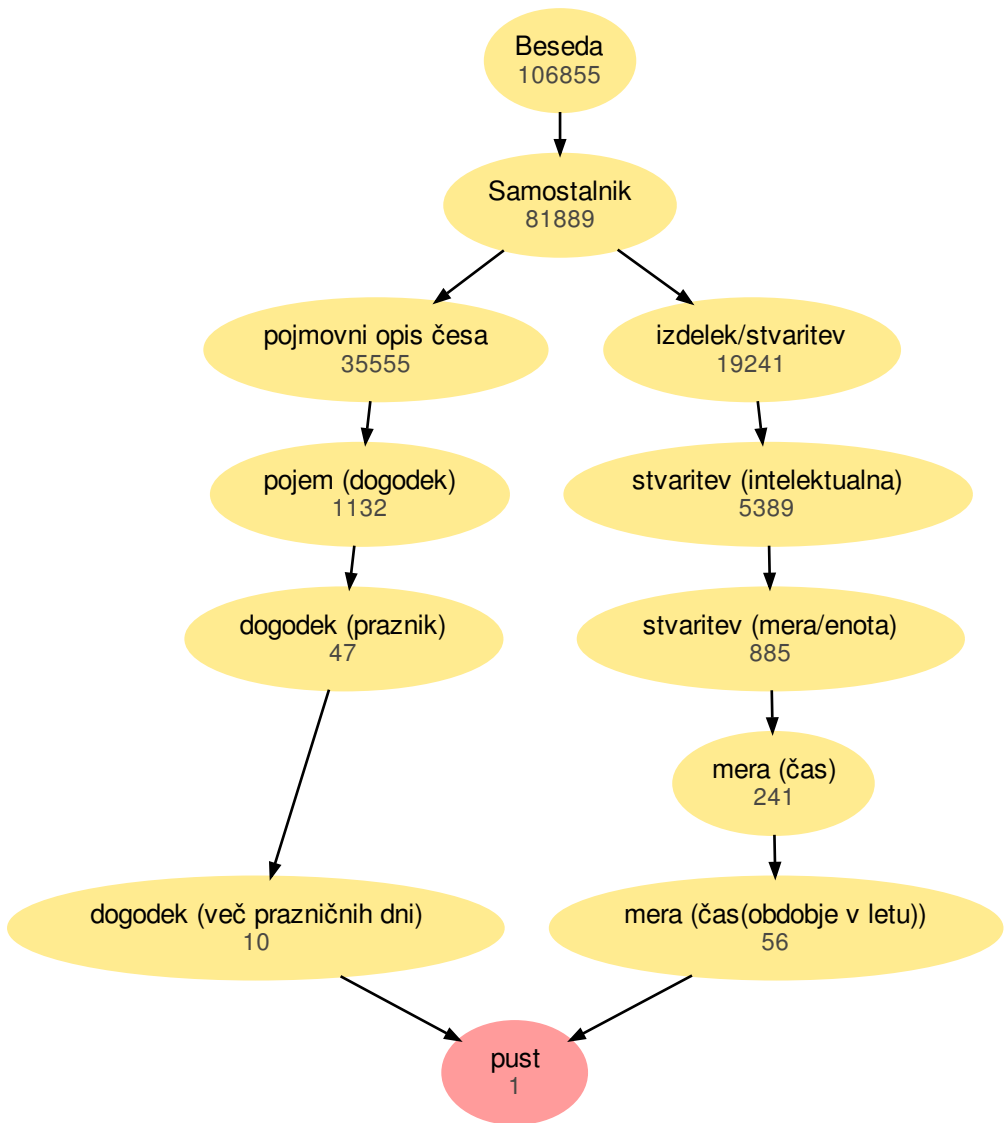 Beseda
106855
Samostalnik
81889
pojmovni opis česa
35555
izdelek/stvaritev
19241
pojem (dogodek)
1132
stvaritev (intelektualna)
5389
dogodek (praznik)
47
stvaritev (mera/enota)
885
mera (čas)
241
dogodek (več prazničnih dni)
10
mera (čas(obdobje v letu))
56
pust
1